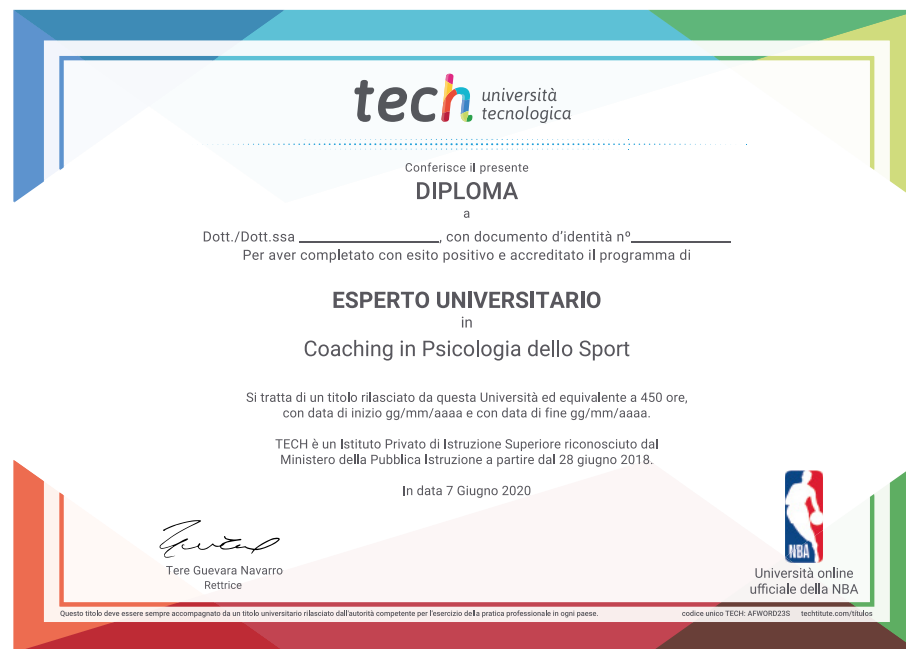 tech università
tecnologica
Conferisce il presente
DIPLOMA
a
Dott./Dott.ssa ________________, con documento d'identità nº____________
Per aver completato con esito positivo e accreditato il programma di
ESPERTO UNIVERSITARIO
in
Coaching in Psicologia dello Sport
Si tratta di un titolo rilasciato da questa Università ed equivalente a 450 ore,
con data di inizio gg/mm/aaaa e con data di fine gg/mm/aaaa.
TECH è un Istituto Privato di Istruzione Superiore riconosciuto dal
Ministero della Pubblica Istruzione a partire dal 28 giugno 2018.
In data 7 Giugno 2020
Tere Guevara Navarro
Rettrice
NBA
Università online
ufficiale della NBA
Questo titolo deve essere sempre accompagnato da un titolo universitario rilasciato dall'autorità competente per l'esercizio della pratica professionale in ogni paese. codice unico TECH: AFWORD23S techtitute.com/titulos